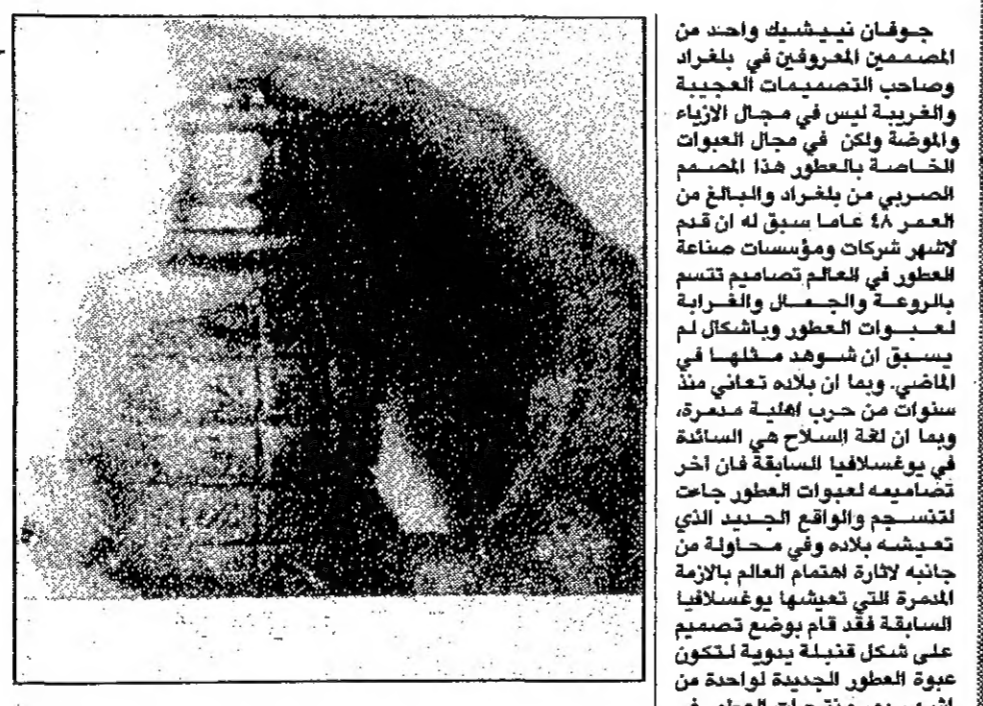 جوفان نييشيك واحد من
المصممين المعروفين في بلغراد
وصاحب التصميمات العجيبة
والغريبة ليس في مجال الازياء
والموضة ولكن في مجال العبوات
الخاصة بالعطور هذا المصمم
الصربي من بلغراد والبالغ من
العمر ٤٨ عاما سبق له ان قدم
لاشهر شركات ومؤسسات صناعة
العطور في العالم تصاميم تتسم
بالروعة والجمال والغرابة
لعبوات العطور وباشكال لم
يسبق ان شوهد مثلها في
الماضي. وبما ان بلاده تعاني منذ
سنوات من حرب اهلية مدمرة،
وبما ان لغة السلاح هي السائدة
في يوغسلافيا السابقة فان آخر
تصاميمه لعبوات العطور جاءت
لتنسجم والواقع الجديد الذي
تعيشه بلاده وفي محاولة من
جانبه لاثارة اهتمام العالم بالازمة
المدمرة التي تعيشها يوغسلافيا
السابقة فقد قام بوضع تصميم
على شكل قنبلة يدوية لتكون
عبوة العطور الجديدة لواحدة من
العطور في